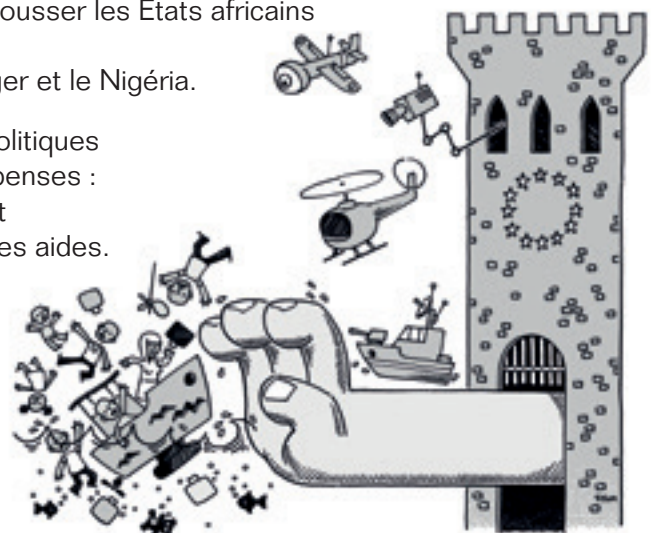 ousser les États africains
ger et le Nigéria.
olitiques
penses :
t
es aides.